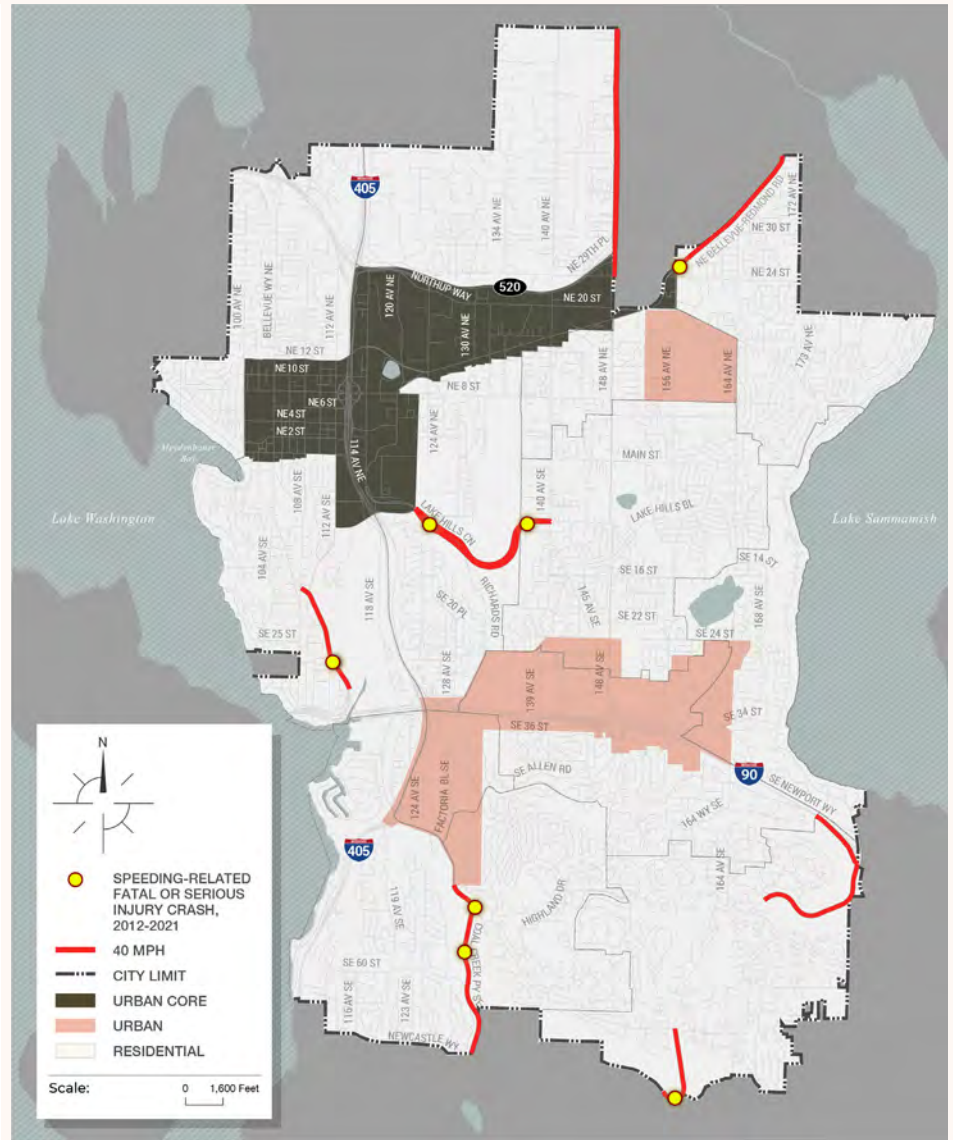 405
134 AV NE
140 AV NE
NE 29TH PL
NE BELLEVUE-REDMOND RD
172 AV NE
NE 30 ST
NE 24 ST
100 AV NE
BELLEVUE WY NE
112 AV NE
120 AV NE
NORTHUP WAY
520
NE 20 ST
130 AV NE
NE 12 ST
NE10 ST
NE 8 ST
148 AV NE
156 AV NE
164 AV NE
173 AV NE
NE6 ST
NE4 ST
NE2 ST
124 AV NE
114 AV NE
MAIN ST
Meydenbauer
Bay
Lake Washington
108 AV SE
112 AV SE
LAKE HILLS CN
140 AV SE
LAKE HILLS BL
Lake Sammamish
104 AV SE
118 AV SE
SE 14 ST
SE 16 ST
RICHARDS RD
SE 20 PL
145 AV SE
SE 22 ST
168 AV SE
SE 25 ST
SE 24 ST
128 AV SE
139 AV SE
148 AV SE
SE 34 ST
SE 36 ST
SE ALLEN RD
90
SE NEWPORT WY
124 AV SE
FACTORIA BL SE
164 WY SE
164 AV SE
405
HIGHLAND DR
119 AV SE
COAL CREEK PY SE
SE 60 ST
116 AV SE
123 AV SE
NEWCASTLE WY
N
SPEEDING-RELATED
FATAL OR SERIOUS
INJURY CRASH,
2012-2021
40 MPH
CITY LIMIT
URBAN CORE
URBAN
RESIDENTIAL
Scale:
0 1,600 Feet